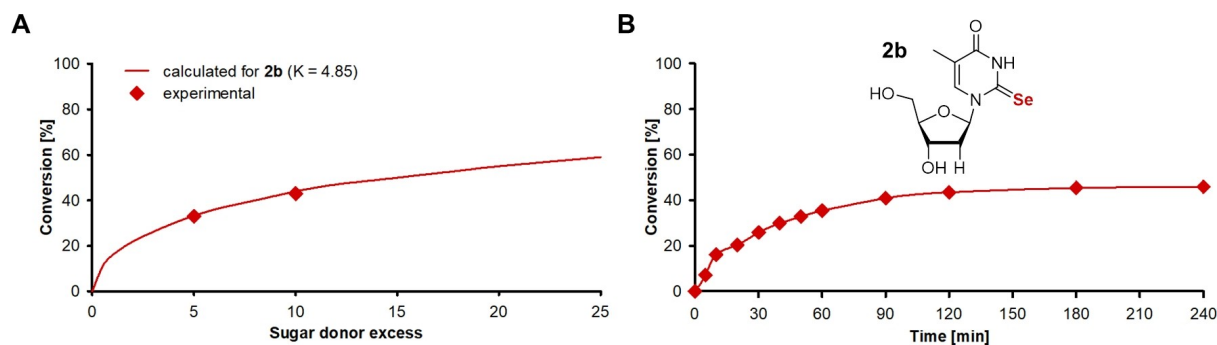 A
Conversion [%]
100
80
60
40
20
0
calculated for 2b (K = 4.85)
experimental
0 5 10 15 20 25
Sugar donor excess
B
Conversion [%]
100
80
60
40
20
0
2b
O
NH
N
Se
HO
O
OH H
0 30 60 90 120 150 180 210 240
Time [min]